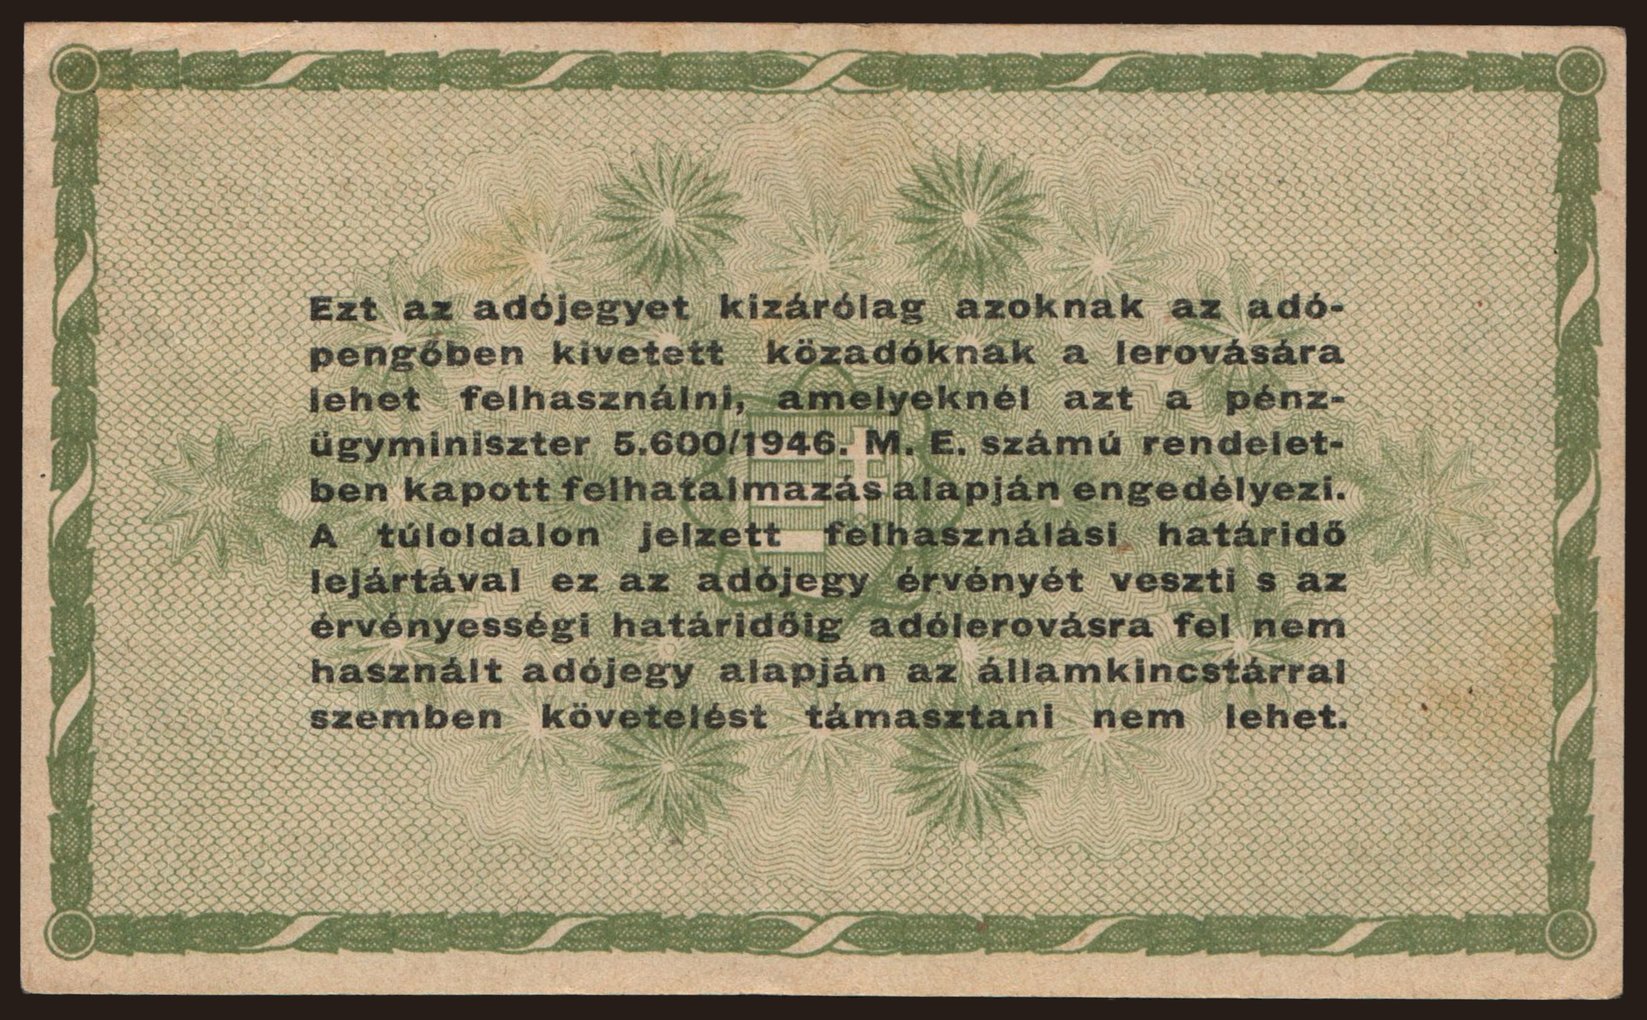 Ezt az adójegyet kizárólag azoknak az adó-
pengőben kivetett közadóknak a lerovására
lehet felhasználni, amelyeknél azt a pénz-
ügyminiszter 5.600/1946. M. E. számú rendelet-
ben kapott felhatalmazás alapján engedélyezi.
A túloldalon jelzett felhasználási határidő
lejártával ez az adójegy érvényét veszti s az
érvényességi határidőig adólerovásra fel nem
használt adójegy alapján az államkincstárral
szemben követelést támasztani nem lehet.